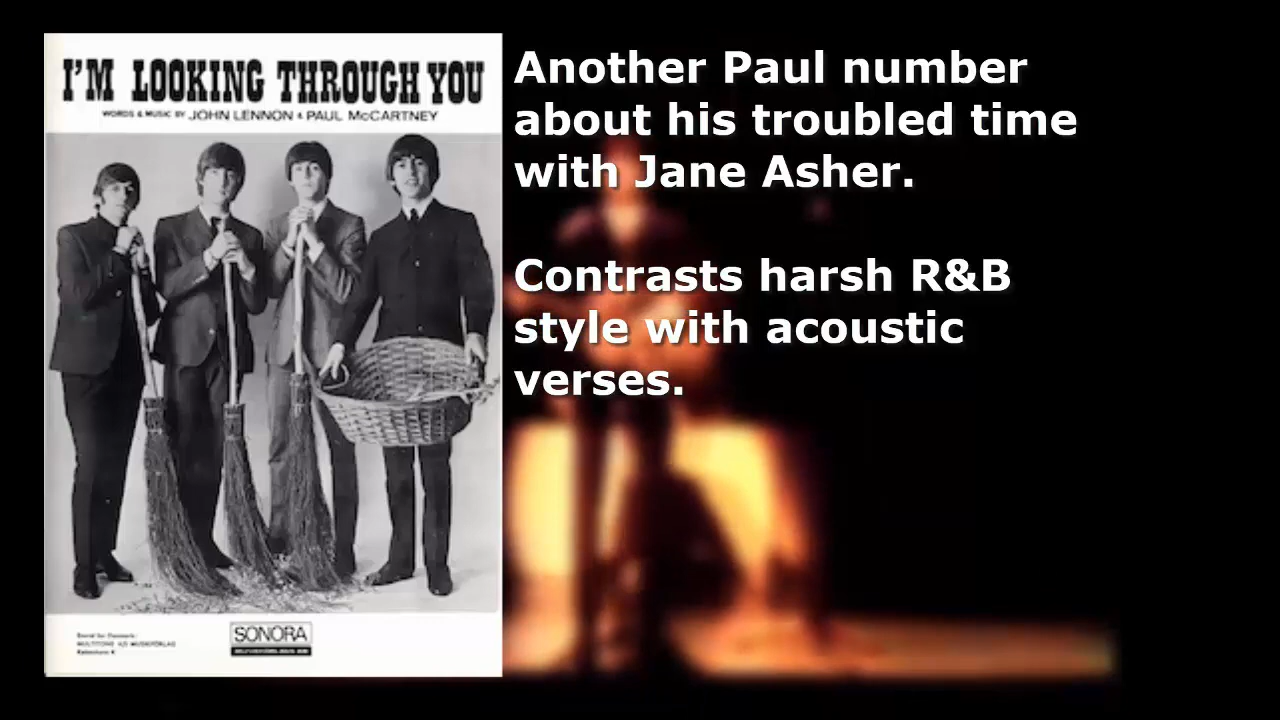 I'M LOOKING THROUGH YOU
WORDS & MUSIC BY JOHN LENNON & PAUL McCARTNEY
SONORA
Another Paul number
about his troubled time
with Jane Asher.
Contrasts harsh R&B
style with acoustic
verses.